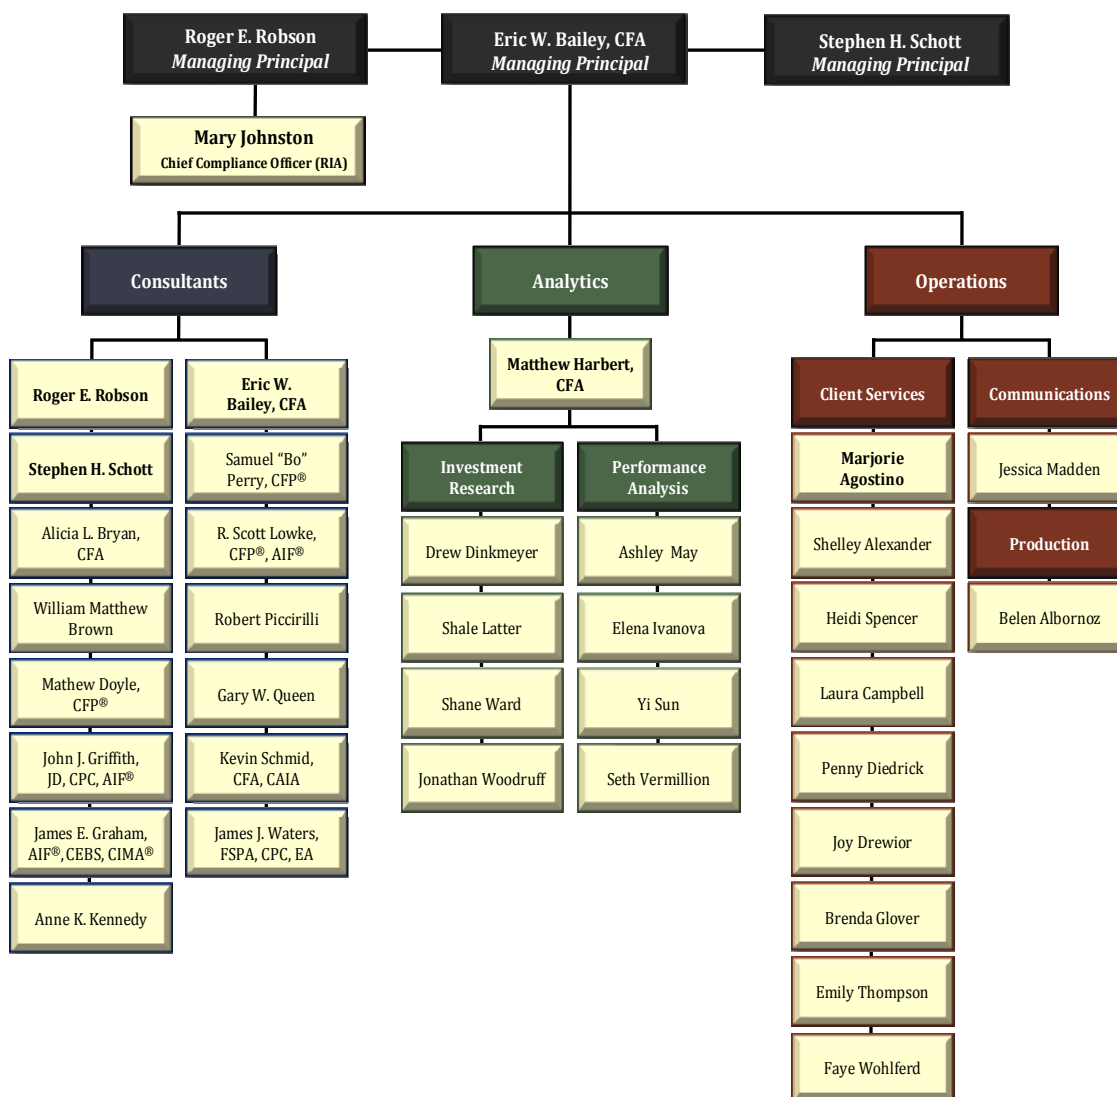 Roger E. Robson
Managing Principal
Eric W. Bailey, CFA
Managing Principal
Stephen H. Schott
Managing Principal
Mary Johnston
Chief Compliance Officer (RIA)
Consultants
Analytics
Operations
Roger E. Robson
Stephen H. Schott
Alicia L. Bryan,
CFA
William Matthew
Brown
Mathew Doyle,
CFP®
John J. Griffith,
JD, CPC, AIF®
James E. Graham,
AIF®, CEBS, CIMA®
Anne K. Kennedy
Eric W.
Bailey, CFA
Samuel “Bo”
Perry, CFP®
R. Scott Lowke,
CFP®, AIF®
Robert Piccirilli
Gary W. Queen
Kevin Schmid,
CFA, CAIA
James J. Waters,
FSPA, CPC, EA
Matthew Harbert,
CFA
Investment
Research
Drew Dinkmeyer
Shale Latter
Shane Ward
Jonathan Woodruff
Performance
Analysis
Ashley May
Elena Ivanova
Yi Sun
Seth Vermillion
Client Services
Marjorie
Agostino
Shelley Alexander
Heidi Spencer
Laura Campbell
Penny Diedrick
Joy Drewior
Brenda Glover
Emily Thompson
Faye Wohlferd
Communications
Jessica Madden
Production
Belen Albornoz